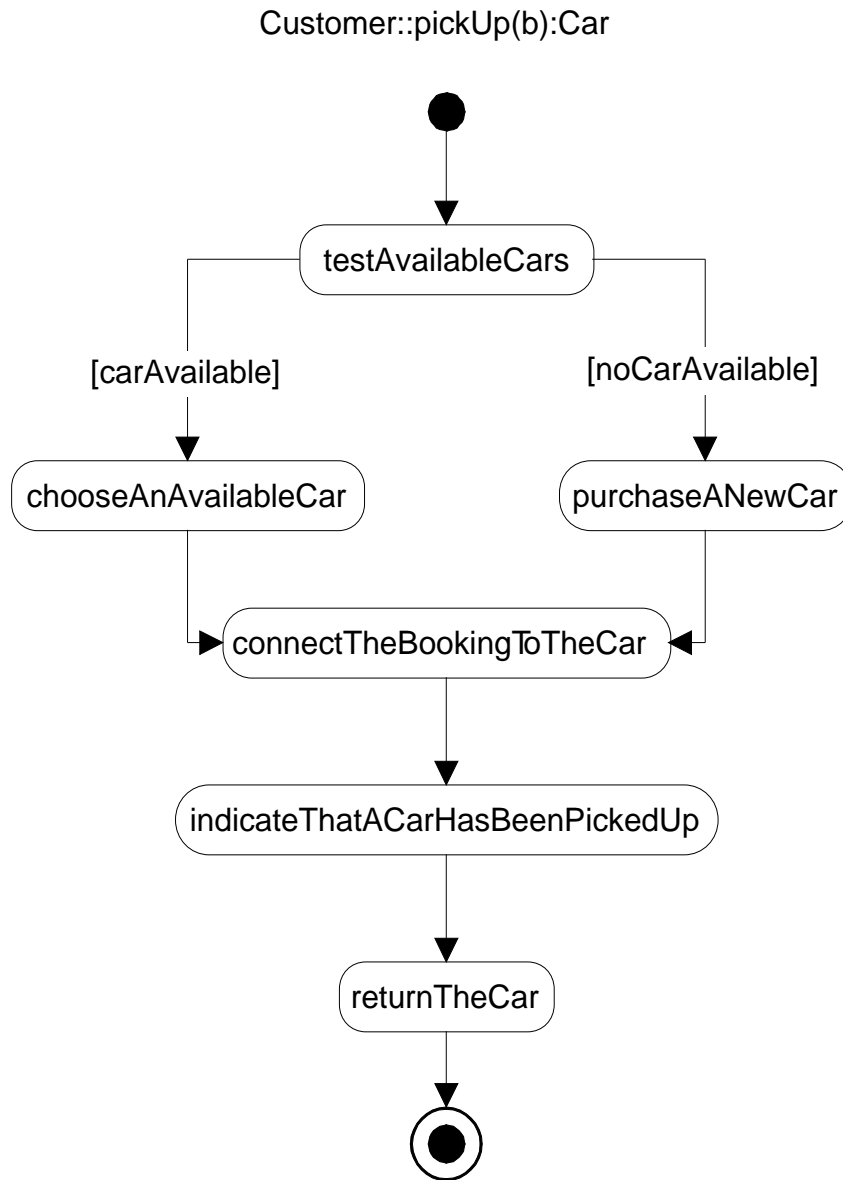 Customer::pickUp(b):Car
testAvailableCars
[carAvailable]
[noCarAvailable]
chooseAnAvailableCar
purchaseANewCar
connectTheBookingToTheCar
indicateThatACarHasBeenPickedUp
returnTheCar